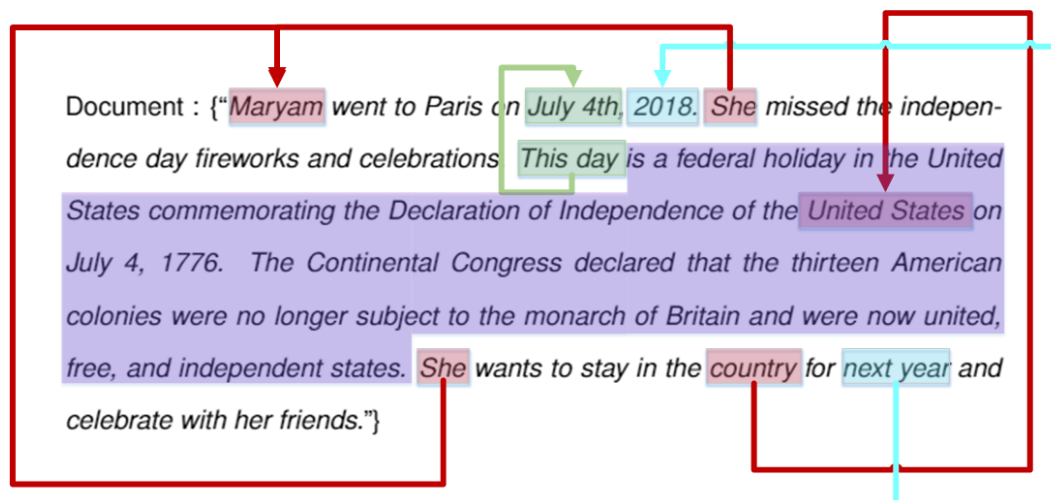 Document : {“Maryam went to Paris on July 4th, 2018. She missed the indepen-
dence day fireworks and celebrations. This day is a federal holiday in the United
States commemorating the Declaration of Independence of the United States on
July 4, 1776. The Continental Congress declared that the thirteen American
colonies were no longer subject to the monarch of Britain and were now united,
free, and independent states. She wants to stay in the country for next year and
celebrate with her friends.”}